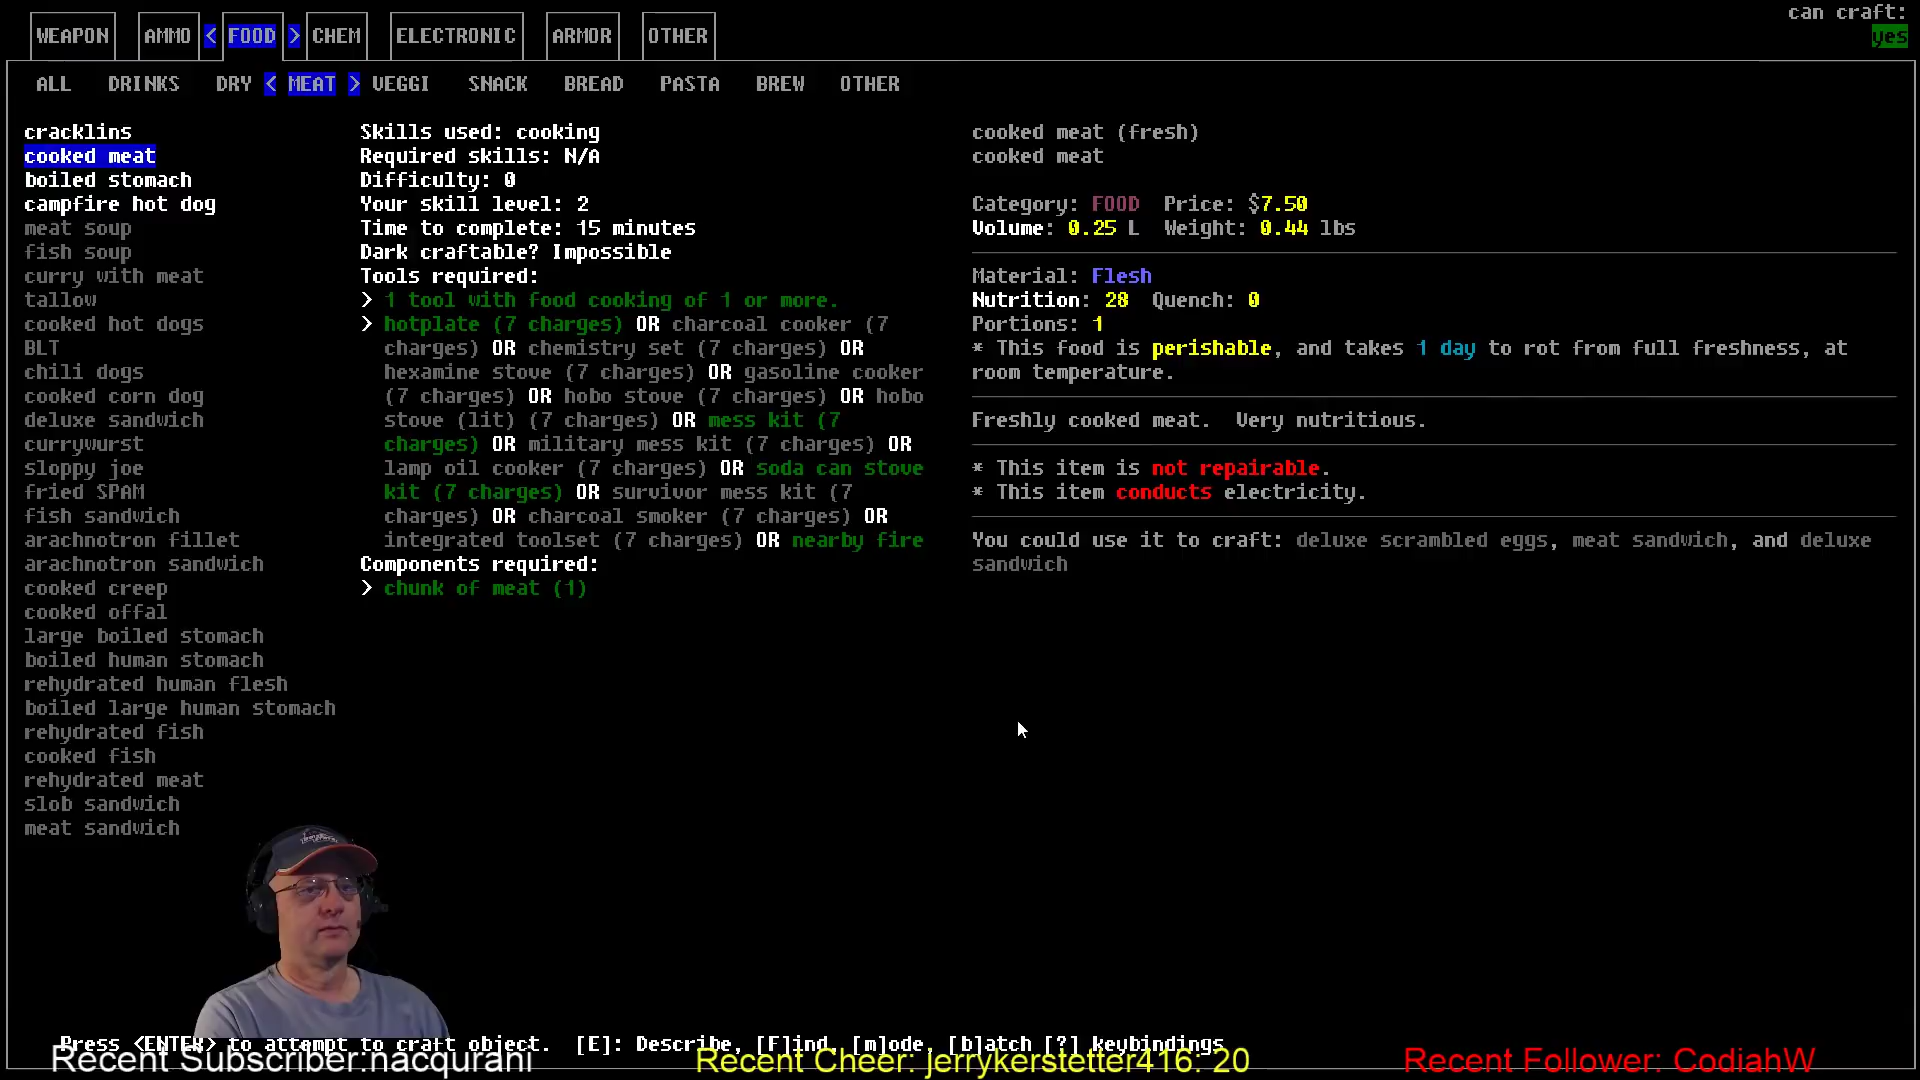 can craft:
WEAPON AMMO < FOOD > CHEM ELECTRONIC ARMOR OTHER
yes
ALL DRINKS DRY < MEAT > VEGGI SNACK BREAD PASTA BREW OTHER
cracklins
cooked meat
boiled stomach
campfire hot dog
meat soup
fish soup
curry with meat
tallow
cooked hot dogs
BLT
chili dogs
cooked corn dog
deluxe sandwich
currywurst
sloppy joe
fried SPAM
fish sandwich
arachnotron fillet
arachnotron sandwich
cooked creep
cooked offal
large boiled stomach
boiled human stomach
rehydrated human flesh
boiled large human stomach
rehydrated fish
cooked fish
rehydrated meat
slob sandwich
meat sandwich
Skills used: cooking
Required skills: N/A
Difficulty: 0
Your skill level: 2
Time to complete: 15 minutes
Dark craftable? Impossible
Tools required:
> 1 tool with food cooking of 1 or more.
> hotplate (7 charges) OR charcoal cooker (7
charges) OR chemistry set (7 charges) OR
hexamine stove (7 charges) OR gasoline cooker
(7 charges) OR hobo stove (7 charges) OR hobo
stove (lit) (7 charges) OR mess kit (7
charges) OR military mess kit (7 charges) OR
lamp oil cooker (7 charges) OR soda can stove
kit (7 charges) OR survivor mess kit (7
charges) OR charcoal smoker (7 charges) OR
integrated toolset (7 charges) OR nearby fire
Components required:
> chunk of meat (1)
cooked meat (fresh)
cooked meat
Category: FOOD Price: $7.50
Volume: 0.25 L Weight: 0.44 lbs
Material: Flesh
Nutrition: 28 Quench: 0
Portions: 1
* This food is perishable, and takes 1 day to rot from full freshness, at
room temperature.
Freshly cooked meat. Very nutritious.
* This item is not repairable.
* This item conducts electricity.
You could use it to craft: deluxe scrambled eggs, meat sandwich, and deluxe
sandwich
Press <ENTER> to attempt to craft object. [E]: Describe, [F]ind, [m]ode, [b]atch [?] keybindings
Recent Subscriber:nacqurani
Recent Cheer: jerrykerstetter416: 20
Recent Follower: CodiahW